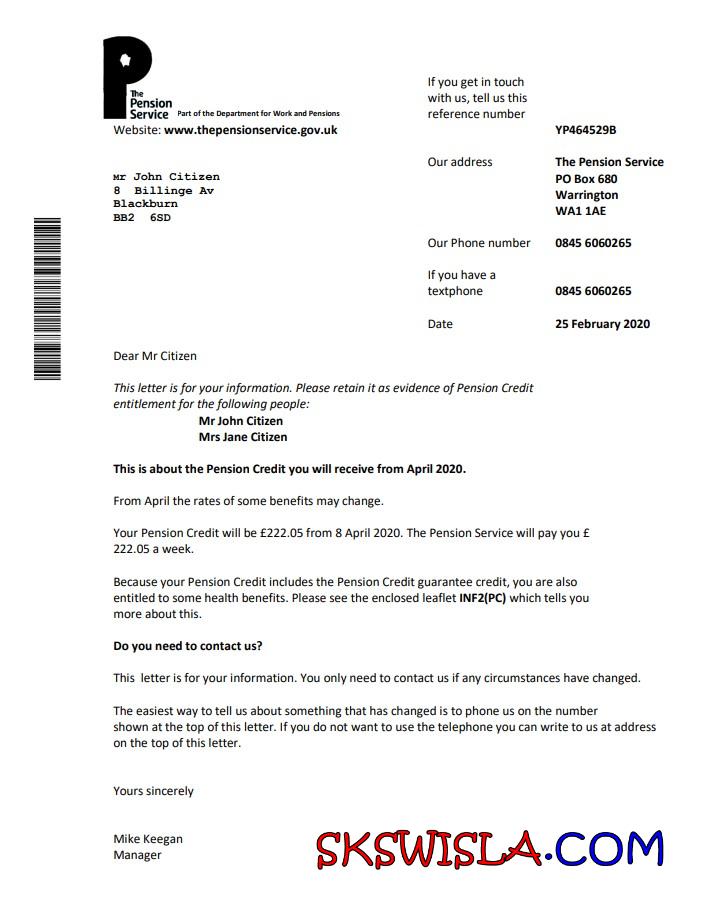 The
Pension
Service Part of the Department for Work and Pensions
Website: www.thepensionservice.gov.uk
If you get in touch
with us, tell us this
reference number
YP464529B
Mr John Citizen
8 Billinge Av
Blackburn
BB2 6SD
Our address The Pension Service
PO Box 680
Warrington
WA1 1AE
Our Phone number 0845 6060265
If you have a
textphone 0845 6060265
Date 25 February 2020
Dear Mr Citizen
This letter is for your information. Please retain it as evidence of Pension Credit
entitlement for the following people:
Mr John Citizen
Mrs Jane Citizen
This is about the Pension Credit you will receive from April 2020.
From April the rates of some benefits may change.
Your Pension Credit will be £222.05 from 8 April 2020. The Pension Service will pay you £
222.05 a week.
Because your Pension Credit includes the Pension Credit guarantee credit, you are also
entitled to some health benefits. Please see the enclosed leaflet INF2(PC) which tells you
more about this.
Do you need to contact us?
This letter is for your information. You only need to contact us if any circumstances have changed.
The easiest way to tell us about something that has changed is to phone us on the number
shown at the top of this letter. If you do not want to use the telephone you can write to us at address
on the top of this letter.
Yours sincerely
Mike Keegan
Manager
SKSWISLA.COM